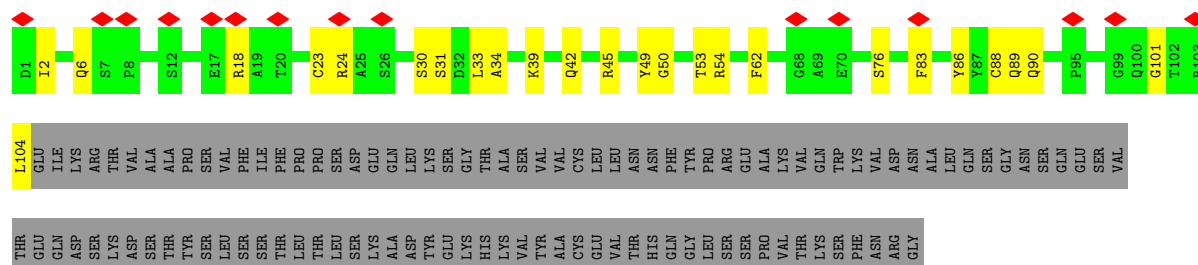 D1 I2 Q6 S7 P8 S12 E17 R18 A19 T20 C23 R24 A25 S26 S30 S31 D32 L33 A34 K39 Q42 R45 Y49 G50 T53 R54 F62 G68 A69 E70 S76 F83 Y86 Y87 C88 Q89 Q90 P95 G99 Q100 G101 T102
L104 GLU ILE LYS ARG THR VAL ALA ALA PRO SER VAL PHE ILE PHE PRO PRO SER ASP GLU GLN LEU LYS SER GLY THR ALA SER VAL VAL CYS LEU LEU ASN ASN PHE TYR PRO ARG GLU ALA LYS VAL GLN TRP LYS VAL ASP ASN ALA LEU GLN SER GLY ASN SER GLN GLU SER VAL
THR GLU GLN ASP SER LYS ASP SER THR TYR SER LEU SER SER THR LEU THR LEU SER LYS ALA ASP TYR GLU LYS HIS LYS VAL TYR ALA CYS GLU VAL THR HIS GLN GLY LEU SER SER PRO VAL THR LYS SER PHE ASN ARG GLY